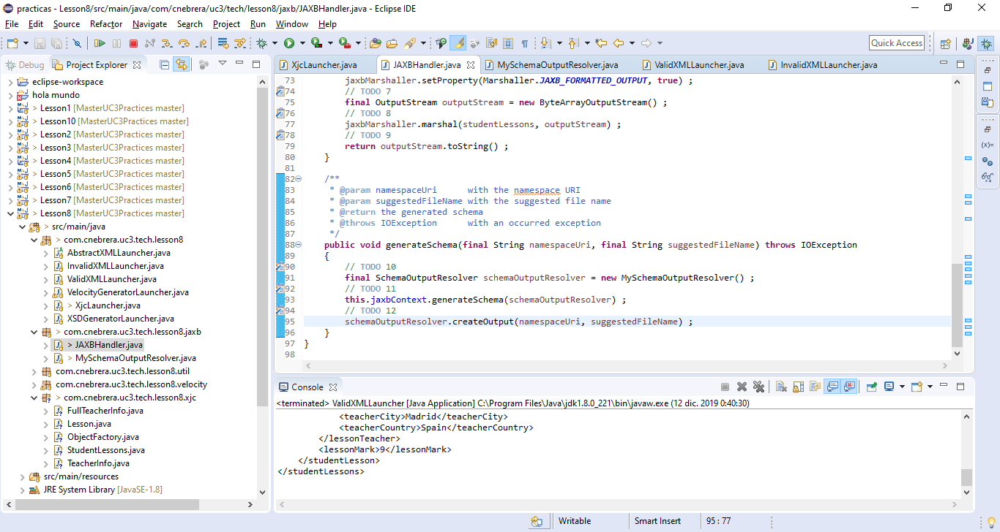 practicas - Lesson8/src/main/java/com/cnebrera/uc3/tech/lesson8/jaxb/JAXBHandler.java - Eclipse IDE
File Edit Source Refactor Navigate Search Project Run Window Help
Quick Access
Debug Project Explorer
eclipse-workspace
hola mundo
> Lesson1 [MasterUC3Practices master]
> Lesson10 [MasterUC3Practices master]
> Lesson2 [MasterUC3Practices master]
> Lesson3 [MasterUC3Practices master]
> Lesson4 [MasterUC3Practices master]
> Lesson5 [MasterUC3Practices master]
> Lesson6 [MasterUC3Practices master]
> Lesson7 [MasterUC3Practices master]
> Lesson8 [MasterUC3Practices master]
> src/main/java
> com.cnebrera.uc3.tech.lesson8
AbstractXMLLauncher.java
InvalidXMLLauncher.java
ValidXMLLauncher.java
VelocityGeneratorLauncher.java
> XjcLauncher.java
XSDGeneratorLauncher.java
> com.cnebrera.uc3.tech.lesson8.jaxb
> JAXBHandler.java
> MySchemaOutputResolver.java
com.cnebrera.uc3.tech.lesson8.util
com.cnebrera.uc3.tech.lesson8.velocity
> com.cnebrera.uc3.tech.lesson8.xjc
FullTeacherInfo.java
Lesson.java
ObjectFactory.java
StudentLessons.java
TeacherInfo.java
src/main/resources
JRE System Library [JavaSE-1.8]
XjcLauncher.java JAXBHandler.java MySchemaOutputResolver.java ValidXMLLauncher.java InvalidXMLLauncher.java
73 jaxbMarshaller.setProperty(Marshaller.JAXB_FORMATTED_OUTPUT, true) ;
74 // TODO 7
75 final OutputStream outputStream = new ByteArrayOutputStream() ;
76 // TODO 8
77 jaxbMarshaller.marshal(studentLessons, outputStream) ;
78 // TODO 9
79 return outputStream.toString() ;
80 }
81
82 /**
83 * @param namespaceUri with the namespace URI
84 * @param suggestedFileName with the suggested file name
85 * @return the generated schema
86 * @throws IOException with an occurred exception
87 */
88 public void generateSchema(final String namespaceUri, final String suggestedFileName) throws IOException
89 {
90 // TODO 10
91 final SchemaOutputResolver schemaOutputResolver = new MySchemaOutputResolver() ;
92 // TODO 11
93 this.jaxbContext.generateSchema(schemaOutputResolver) ;
94 // TODO 12
95 schemaOutputResolver.createOutput(namespaceUri, suggestedFileName) ;
96 }
97 }
98
Console
<terminated> ValidXMLLauncher [Java Application] C:\Program Files\Java\jdk1.8.0_221\bin\javaw.exe (12 dic. 2019 0:40:30)
<teacherCity>Madrid</teacherCity>
<teacherCountry>Spain</teacherCountry>
</lessonTeacher>
<lessonMark>9</lessonMark>
</studentLesson>
</studentLessons>
Writable Smart Insert 95 : 77